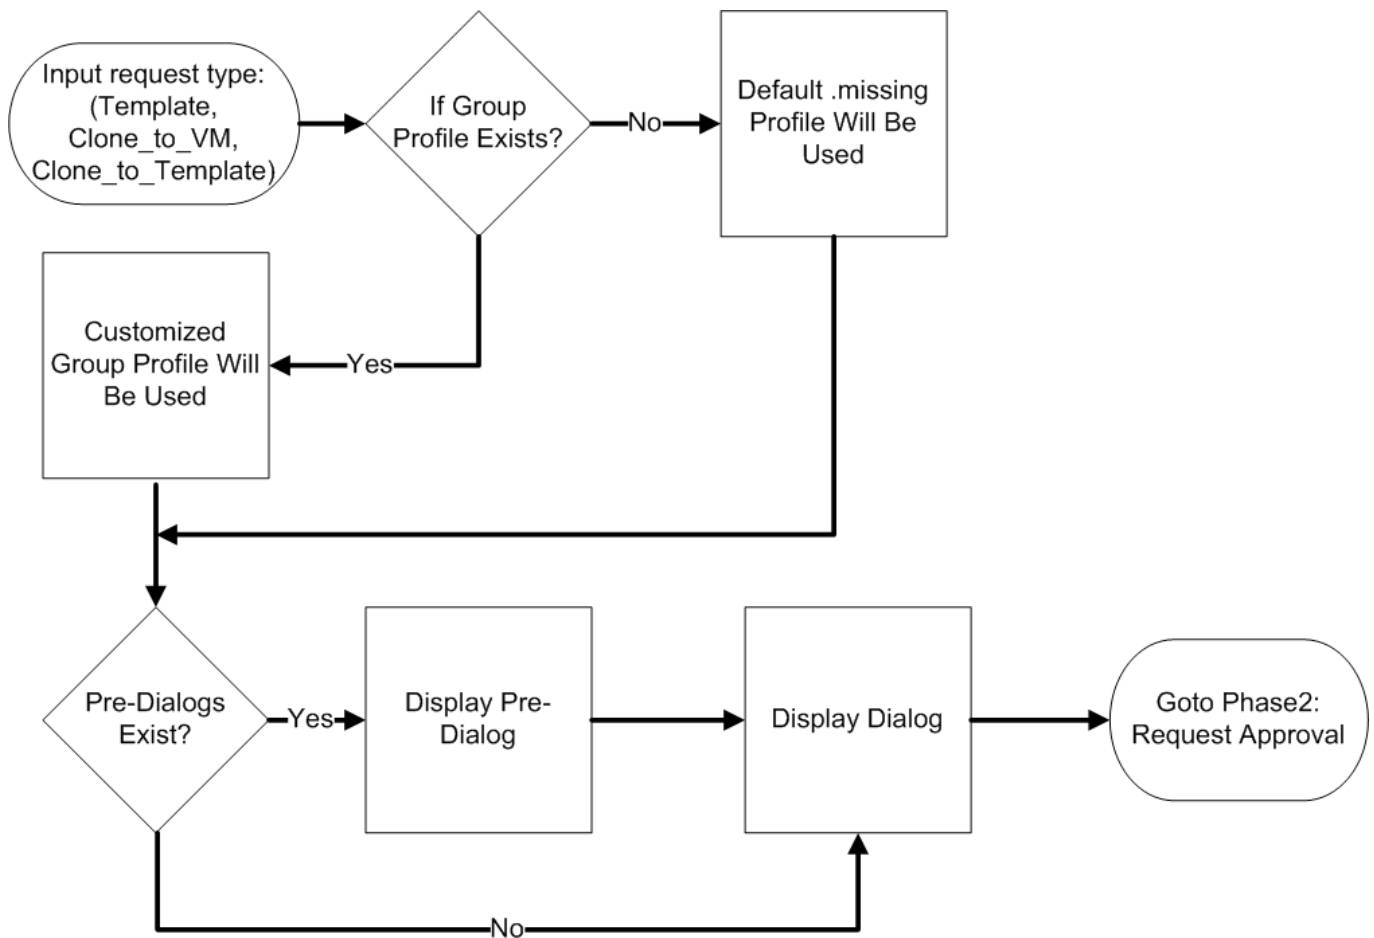 Input request type:
(Template,
Clone_to_VM,
Clone_to_Template)
If Group
Profile Exists?
No
Default .missing
Profile Will Be
Used
Customized
Group Profile Will
Be Used
Yes
Pre-Dialogs
Exist?
Yes
Display Pre-
Dialog
Display Dialog
Goto Phase2:
Request Approval
No